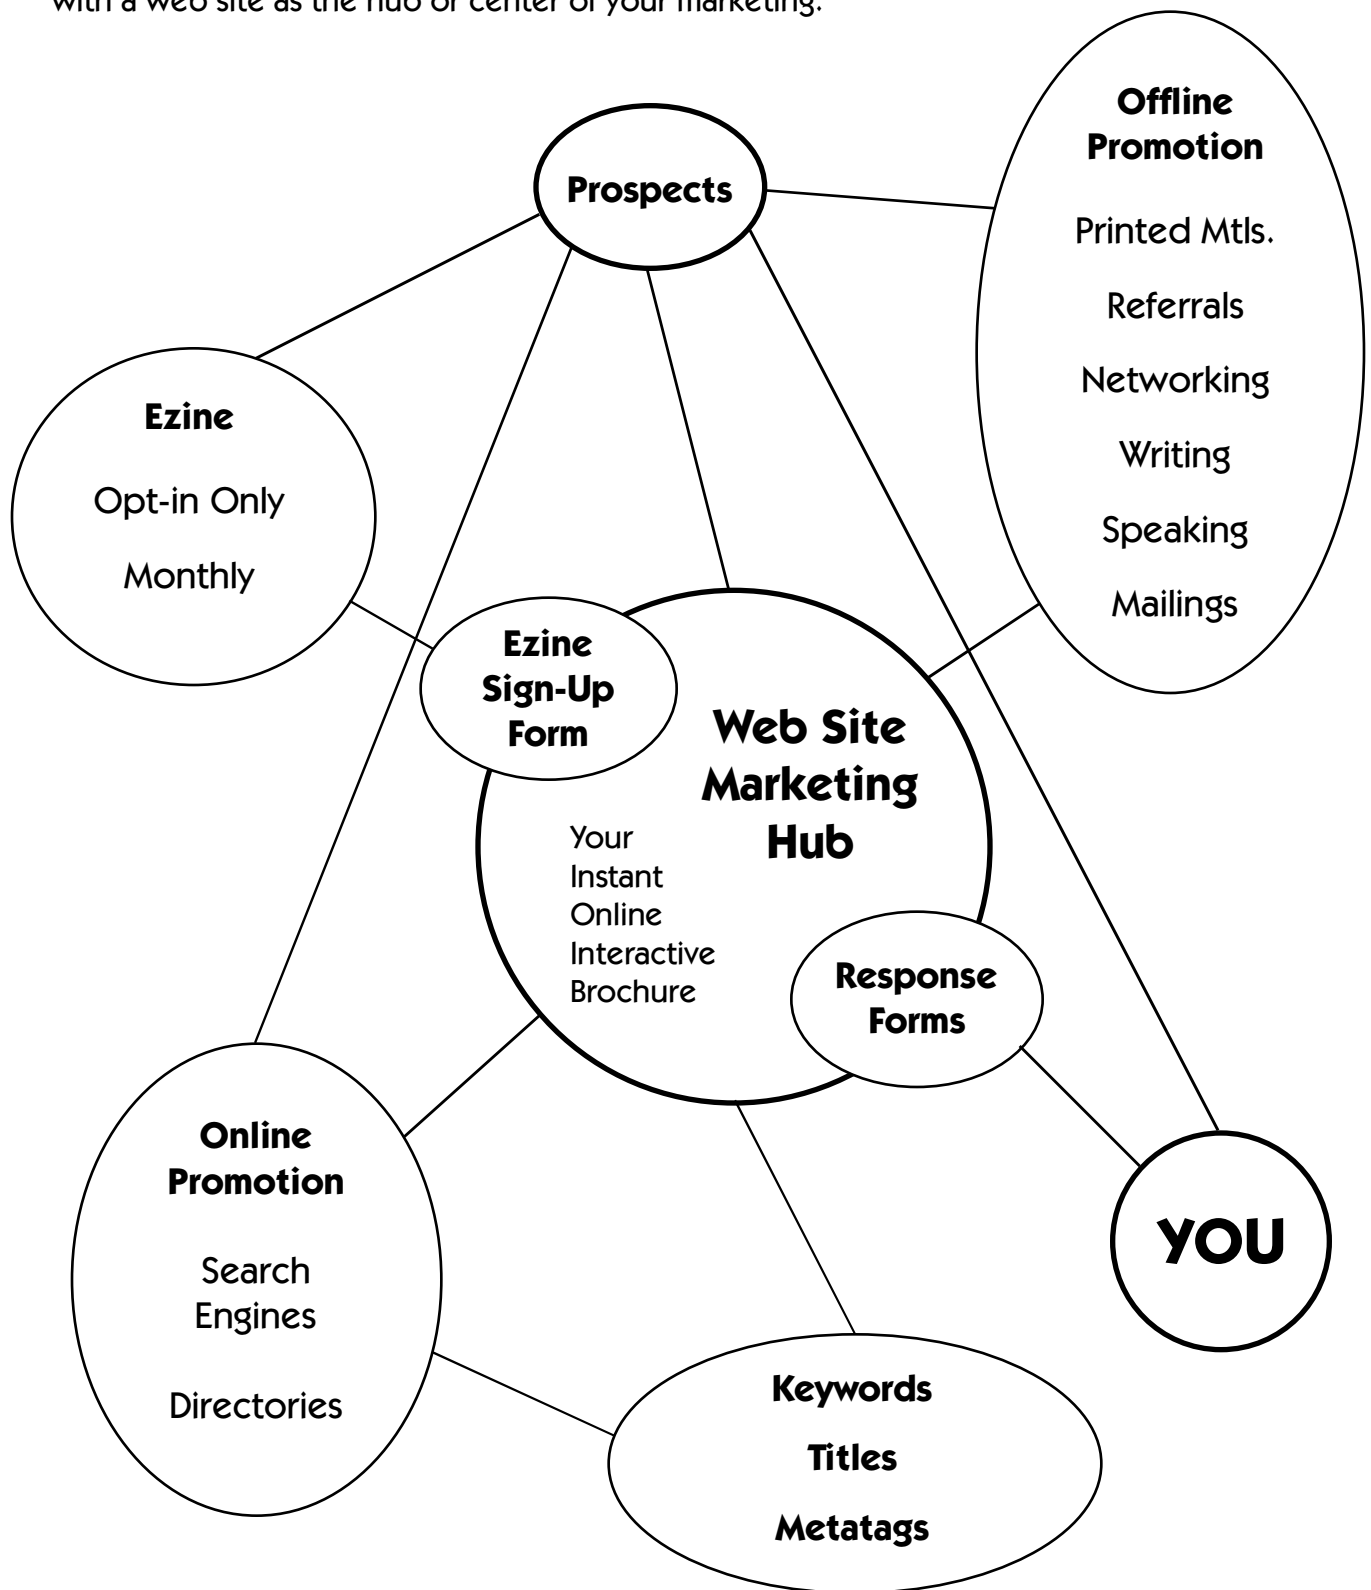 with a web site as the hub or center of your marketing.
Offline
Promotion
Printed Mtls.
Referrals
Networking
Writing
Speaking
Mailings
Prospects
Ezine
Opt-in Only
Monthly
Ezine
Sign-Up
Form
Web Site
Marketing
Hub
Your
Instant
Online
Interactive
Brochure
Response
Forms
Online
Promotion
Search
Engines
Directories
YOU
Keywords
Titles
Metatags